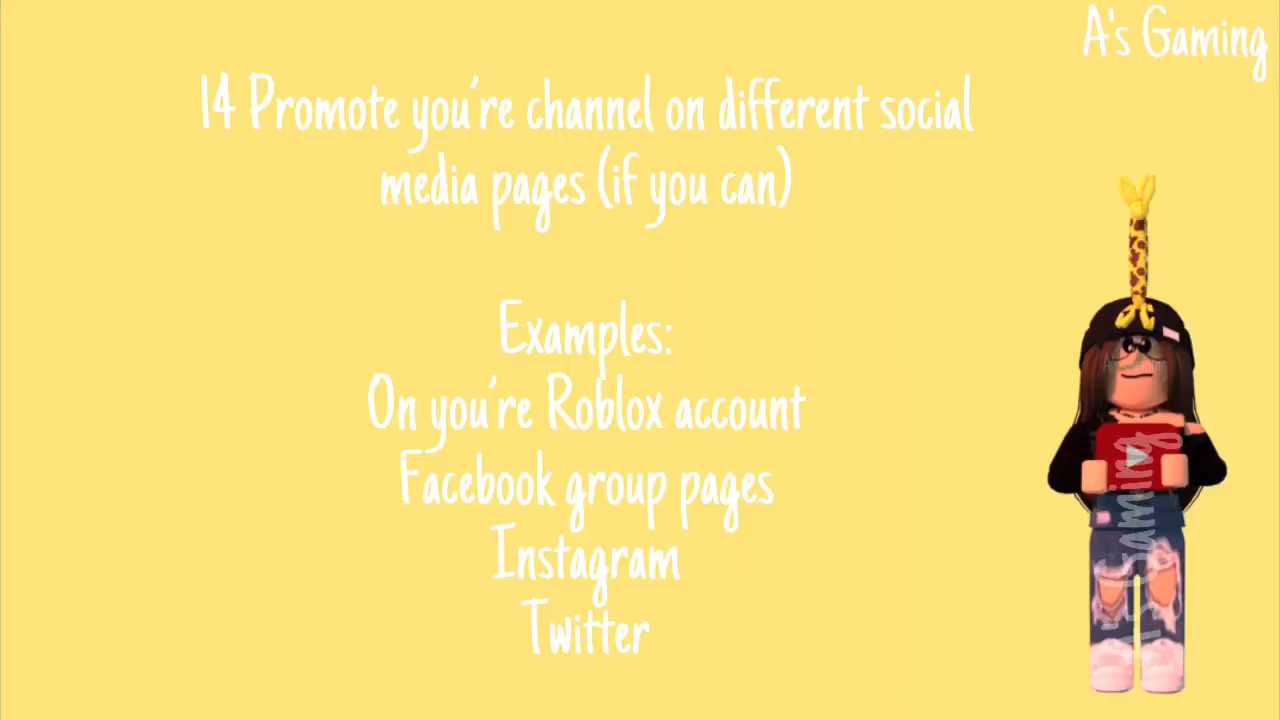 A's Gaming
14 Promote you're channel on different social
media pages (if you can)
Examples:
On you're Roblox account
Facebook group pages
Instagram
Twitter
A's Gaming